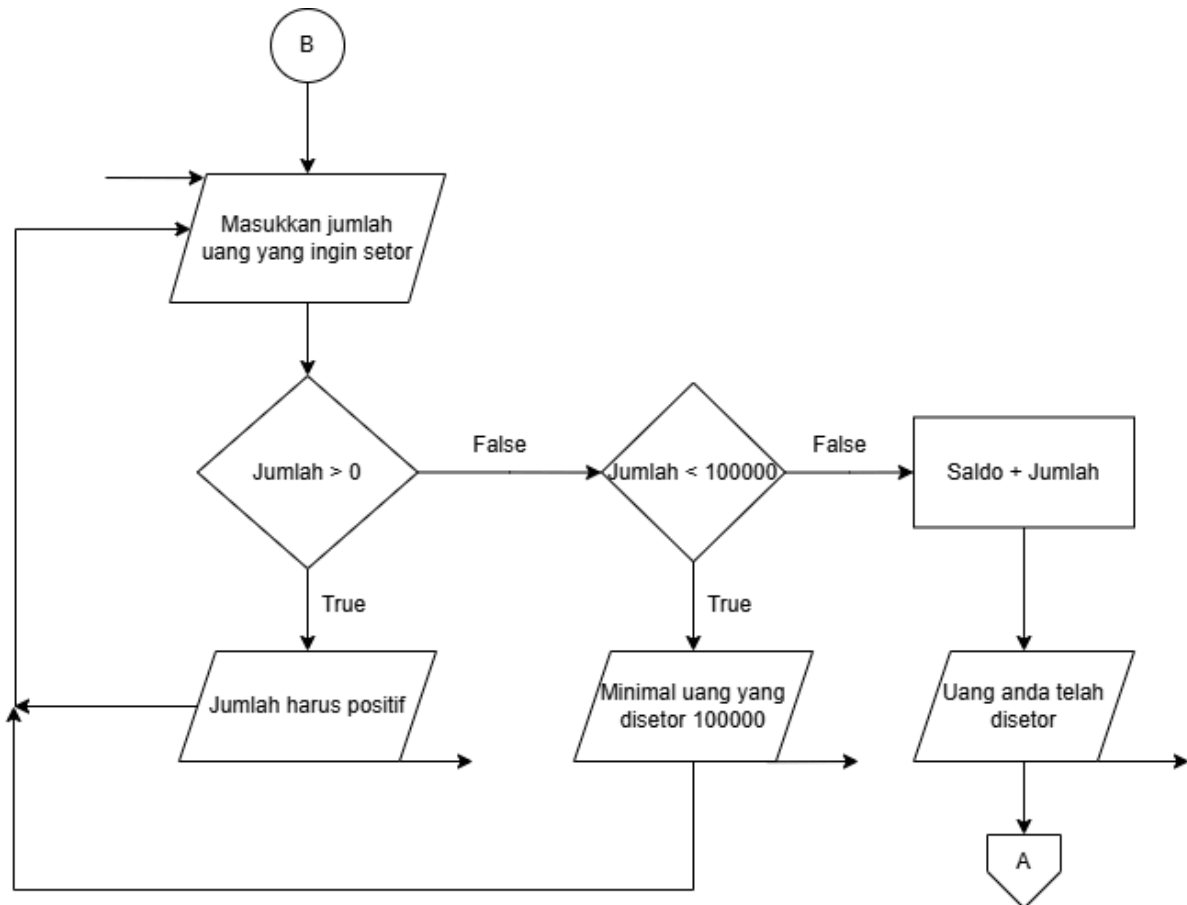 B
Masukkan jumlah
uang yang ingin setor
Jumlah > 0
False
Jumlah < 100000
False
Saldo + Jumlah
True
True
Jumlah harus positif
Minimal uang yang
disetor 100000
Uang anda telah
disetor
A